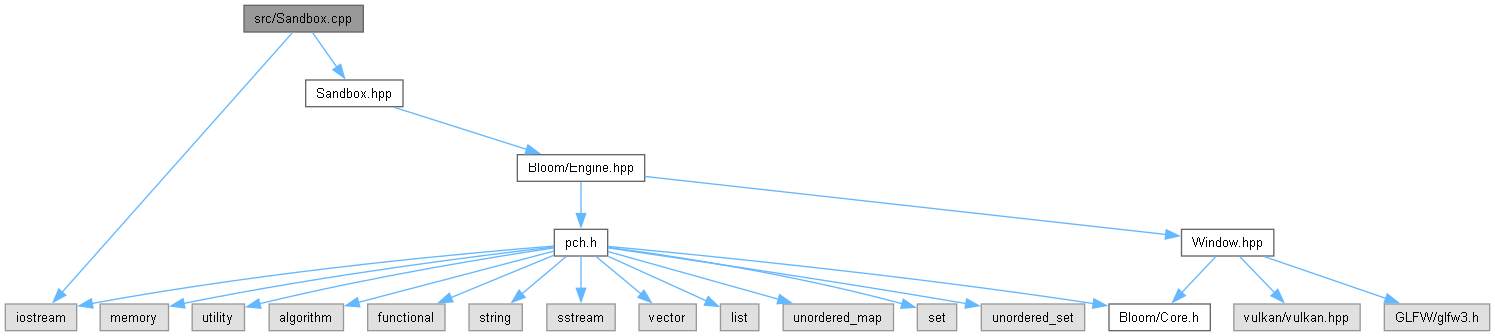 src/Sandbox.cpp
Sandbox.hpp
Bloom/Engine.hpp
pch.h
Window.hpp
iostream
memory
utility
algorithm
functional
string
sstream
vector
list
unordered_map
set
unordered_set
Bloom/Core.h
vulkan/vulkan.hpp
GLFW/glfw3.h